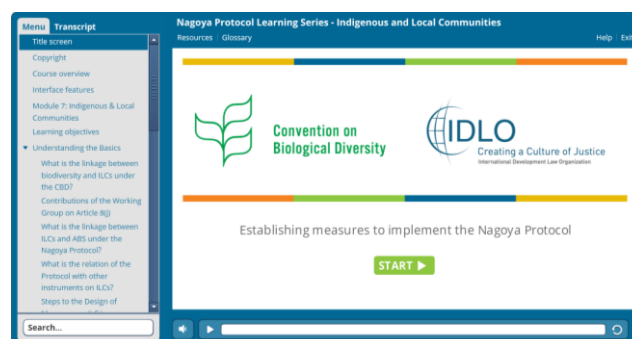 Menu Transcript
Title screen
Copyright
Course overview
Interface features
Module 7: Indigenous & Local
Communities
Learning objectives
Understanding the Basics
What is the linkage between
biodiversity and ILCs under
the CBD?
Contributions of the Working
Group on Article 8(J)
What is the linkage between
ILCs and ABS under the
Nagoya Protocol?
What is the relation of the
Protocol with other
instruments on ILCs?
Steps to the Design of
Search...
Nagoya Protocol Learning Series - Indigenous and Local Communities
Resources Glossary
Help Exit
Convention on
Biological Diversity
IDLO
Creating a Culture of Justice
International Development Law Organization
Establishing measures to implement the Nagoya Protocol
START